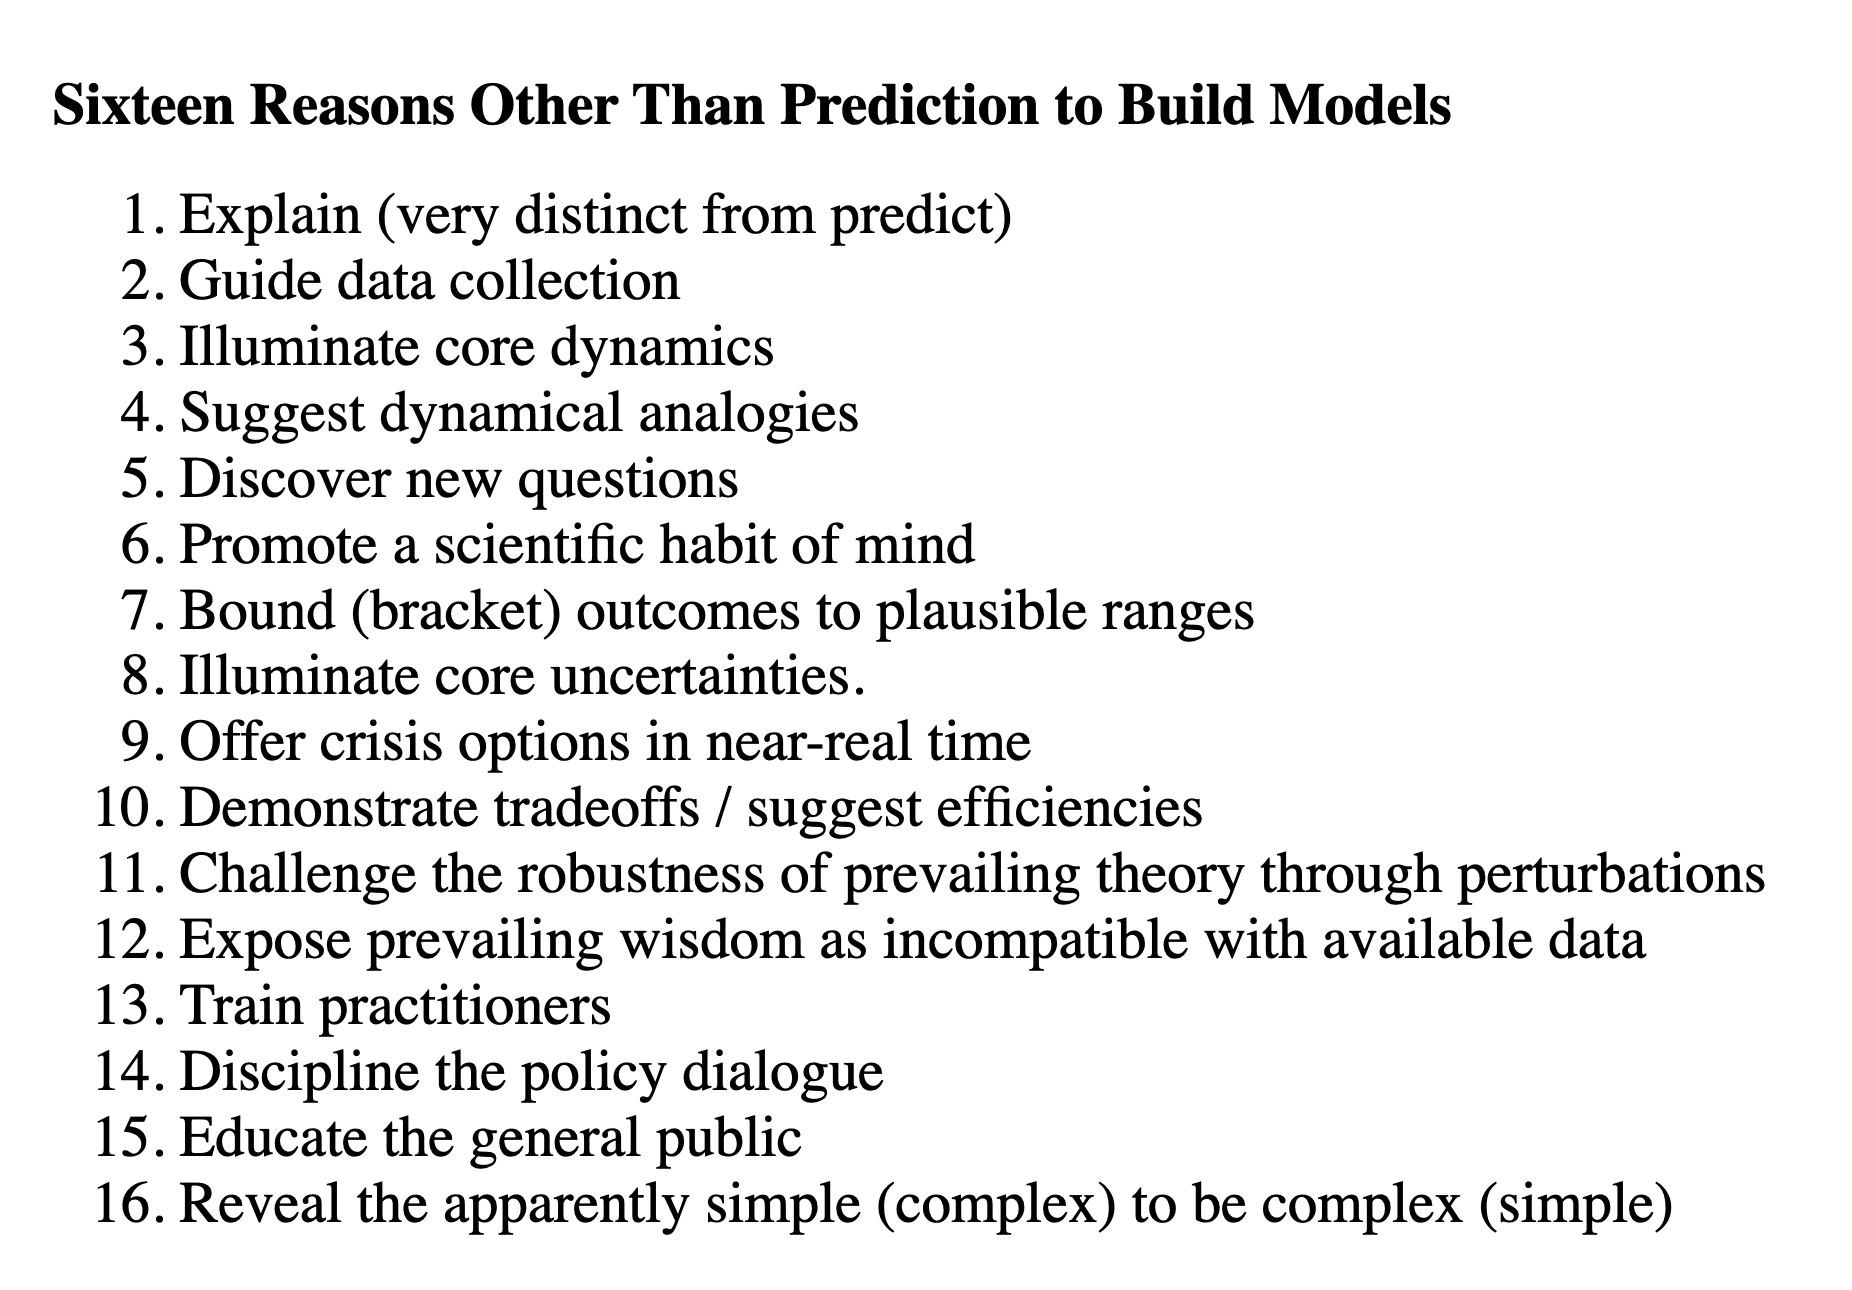 Sixteen Reasons Other Than Prediction to Build Models
1. Explain (very distinct from predict)
2. Guide data collection
3. Illuminate core dynamics
4. Suggest dynamical analogies
5. Discover new questions
6. Promote a scientific habit of mind
7. Bound (bracket) outcomes to plausible ranges
8. Illuminate core uncertainties.
9. Offer crisis options in near-real time
10. Demonstrate tradeoffs / suggest efficiencies
11. Challenge the robustness of prevailing theory through perturbations
12. Expose prevailing wisdom as incompatible with available data
13. Train practitioners
14. Discipline the policy dialogue
15. Educate the general public
16. Reveal the apparently simple (complex) to be complex (simple)